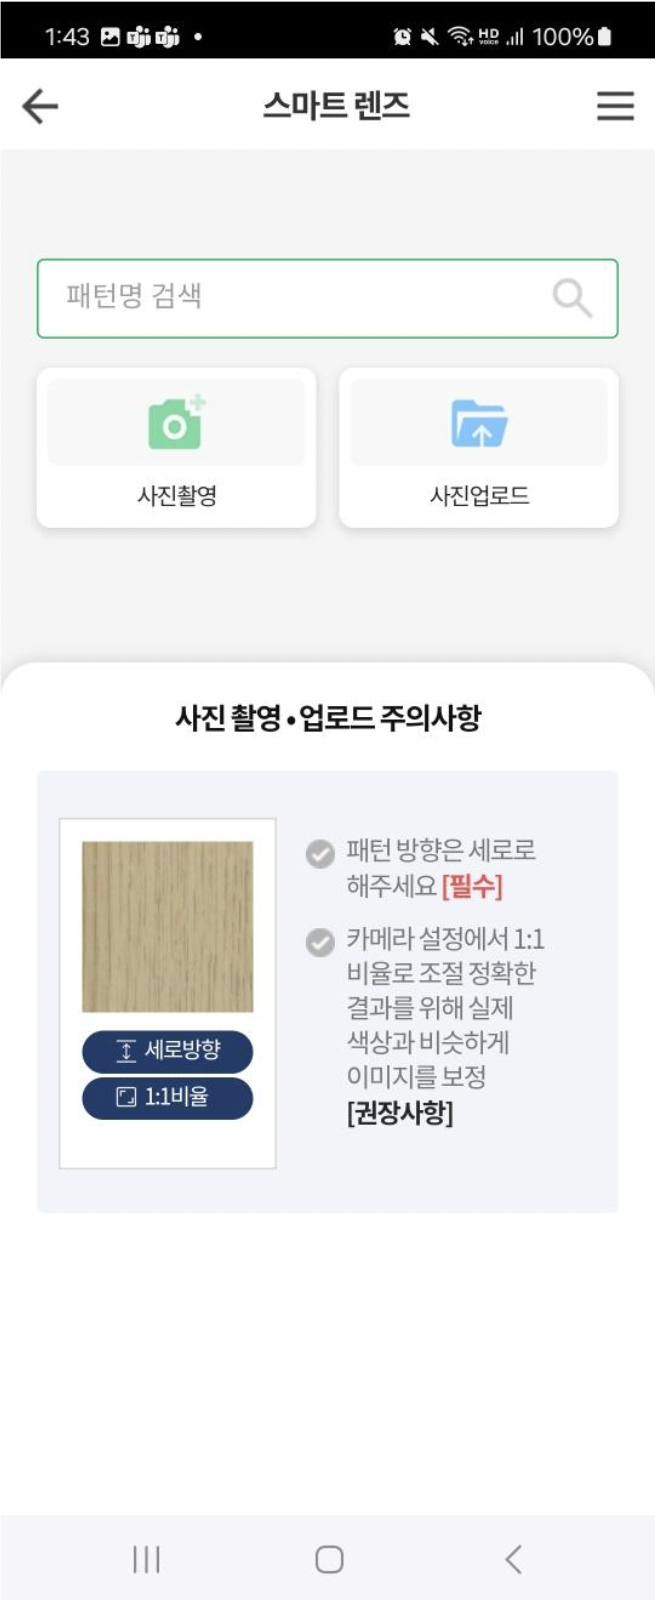 1:43
HD voice
100%
스마트 렌즈
패턴명 검색
사진촬영
사진업로드
사진 촬영 • 업로드 주의사항
세로방향
1:1비율
패턴 방향은 세로로
해주세요 [필수]
카메라 설정에서 1:1
비율로 조절 정확한
결과를 위해 실제
색상과 비슷하게
이미지를 보정
[권장사항]